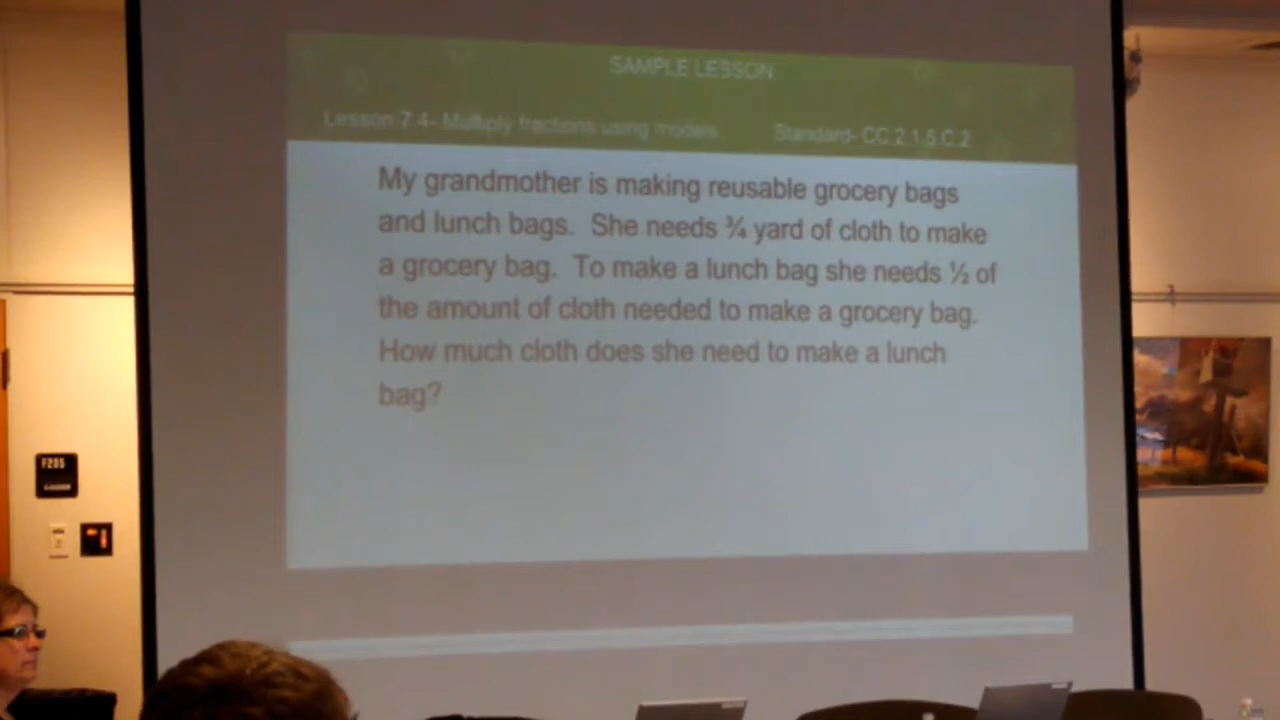 SAMPLE LESSON
Lesson 7.4- Multiply fractions using models Standard- CC.2.1.5.C.2
My grandmother is making reusable grocery bags
and lunch bags. She needs ¾ yard of cloth to make
a grocery bag. To make a lunch bag she needs ½ of
the amount of cloth needed to make a grocery bag.
How much cloth does she need to make a lunch
bag?
F205